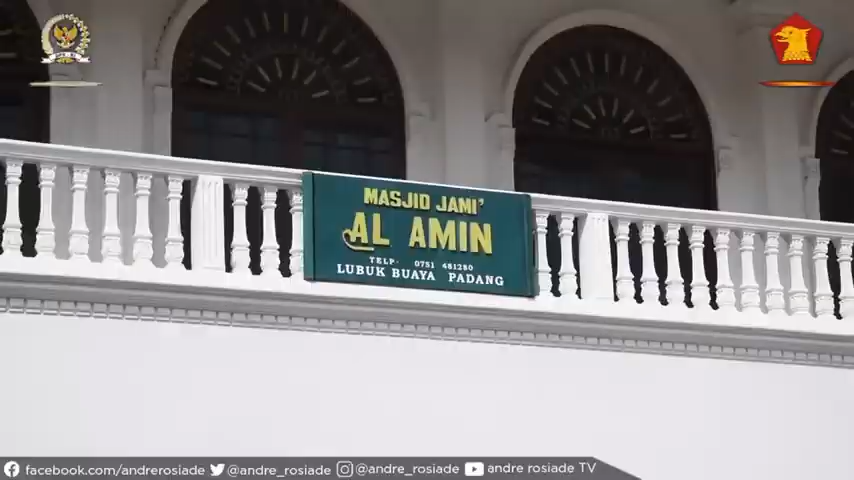 MASJID JAMI'
AL AMIN
TELP. 0751 481280
LUBUK BUAYA PADANG
facebook.com/andrerosiade @andre_rosiade @andre_rosiade andre rosiade TV